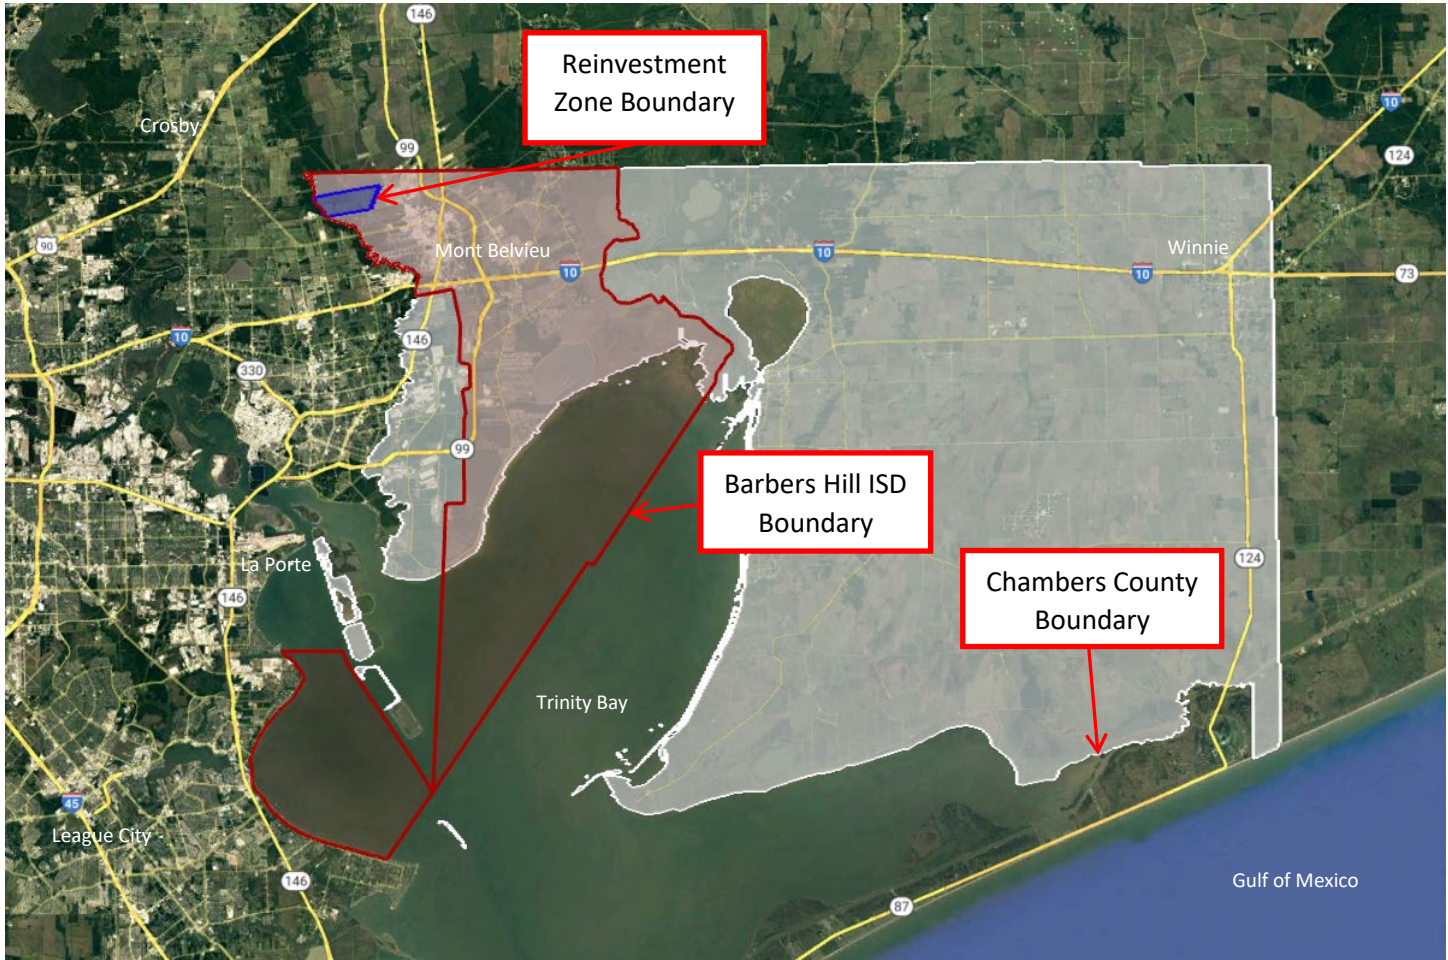 146
Reinvestment
Zone Boundary
10
Crosby
99
124
90
Mont Belvieu
10
10
10
Winnie
73
10
146
330
99
Barbers Hill ISD
Boundary
La Porte
146
124
Chambers County
Boundary
Trinity Bay
45
League City
146
87
Gulf of Mexico